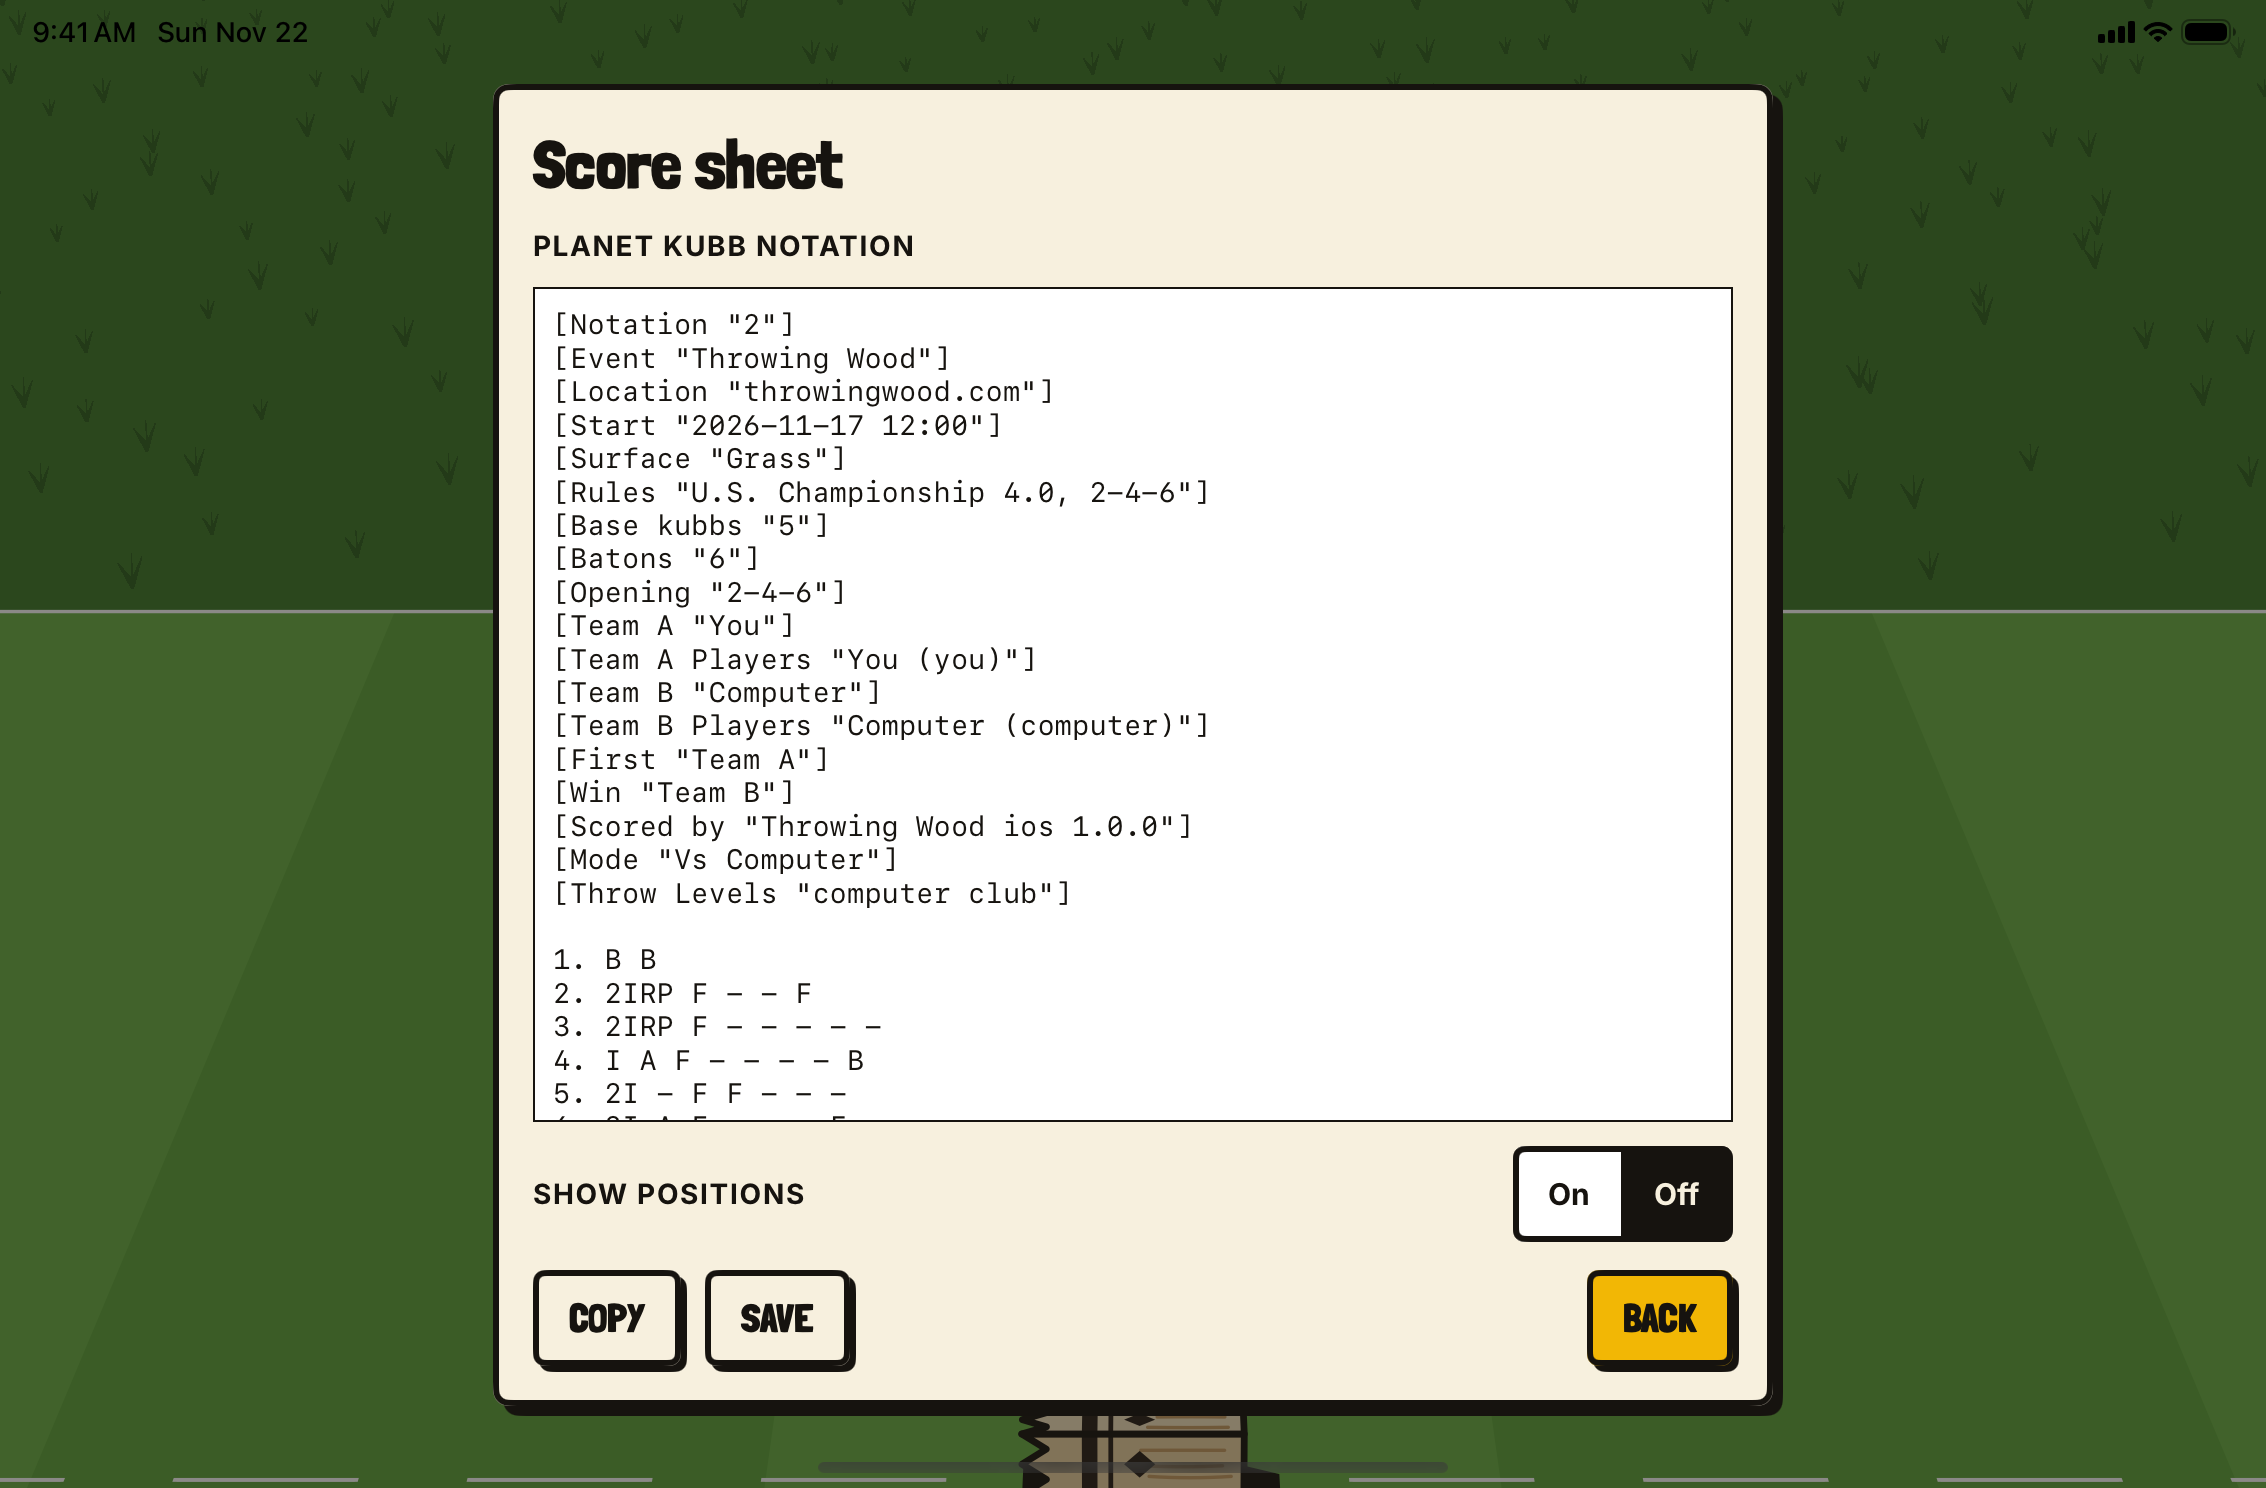 9:41 AM Sun Nov 22
Score sheet
PLANET KUBB NOTATION
[Notation "2"]
[Event "Throwing Wood"]
[Location "throwingwood.com"]
[Start "2026-11-17 12:00"]
[Surface "Grass"]
[Rules "U.S. Championship 4.0, 2-4-6"]
[Base kubbs "5"]
[Batons "6"]
[Opening "2-4-6"]
[Team A "You"]
[Team A Players "You (you)"]
[Team B "Computer"]
[Team B Players "Computer (computer)"]
[First "Team A"]
[Win "Team B"]
[Scored by "Throwing Wood ios 1.0.0"]
[Mode "Vs Computer"]
[Throw Levels "computer club"]
1. B B
2. 2IRP F - - F
3. 2IRP F - - - - -
4. I A F - - - - B
5. 2I - F F - - -
SHOW POSITIONS
On Off
COPY SAVE BACK